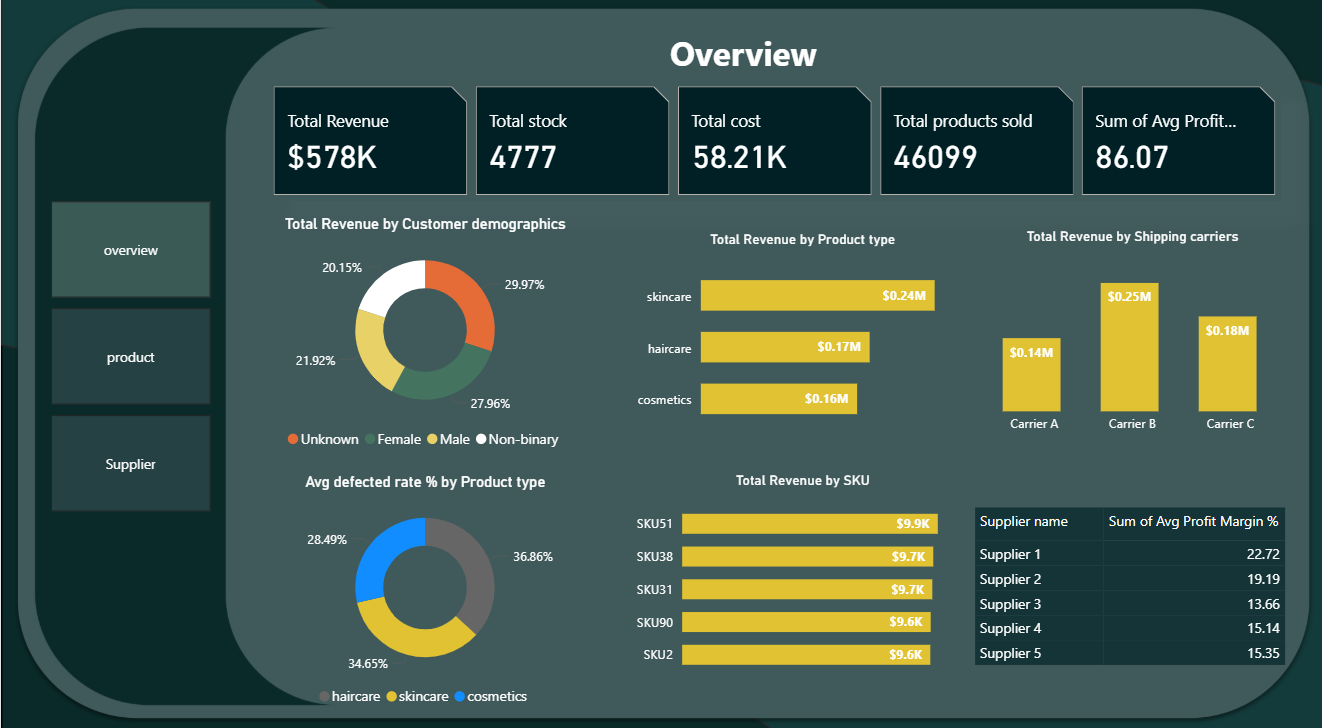 Overview
Total Revenue
$578K
Total stock
4777
Total cost
58.21K
Total products sold
46099
Sum of Avg Profit...
86.07
overview
product
Supplier
Total Revenue by Customer demographics
20.15%
29.97%
21.92%
27.96%
Unknown Female Male Non-binary
Total Revenue by Product type
skincare $0.24M
haircare $0.17M
cosmetics $0.16M
Total Revenue by Shipping carriers
$0.14M $0.25M $0.18M
Carrier A Carrier B Carrier C
Avg defected rate % by Product type
28.49%
36.86%
34.65%
haircare skincare cosmetics
Total Revenue by SKU
SKU51 $9.9K
SKU38 $9.7K
SKU31 $9.7K
SKU90 $9.6K
SKU2 $9.6K
Supplier name Sum of Avg Profit Margin %
Supplier 1 22.72
Supplier 2 19.19
Supplier 3 13.66
Supplier 4 15.14
Supplier 5 15.35